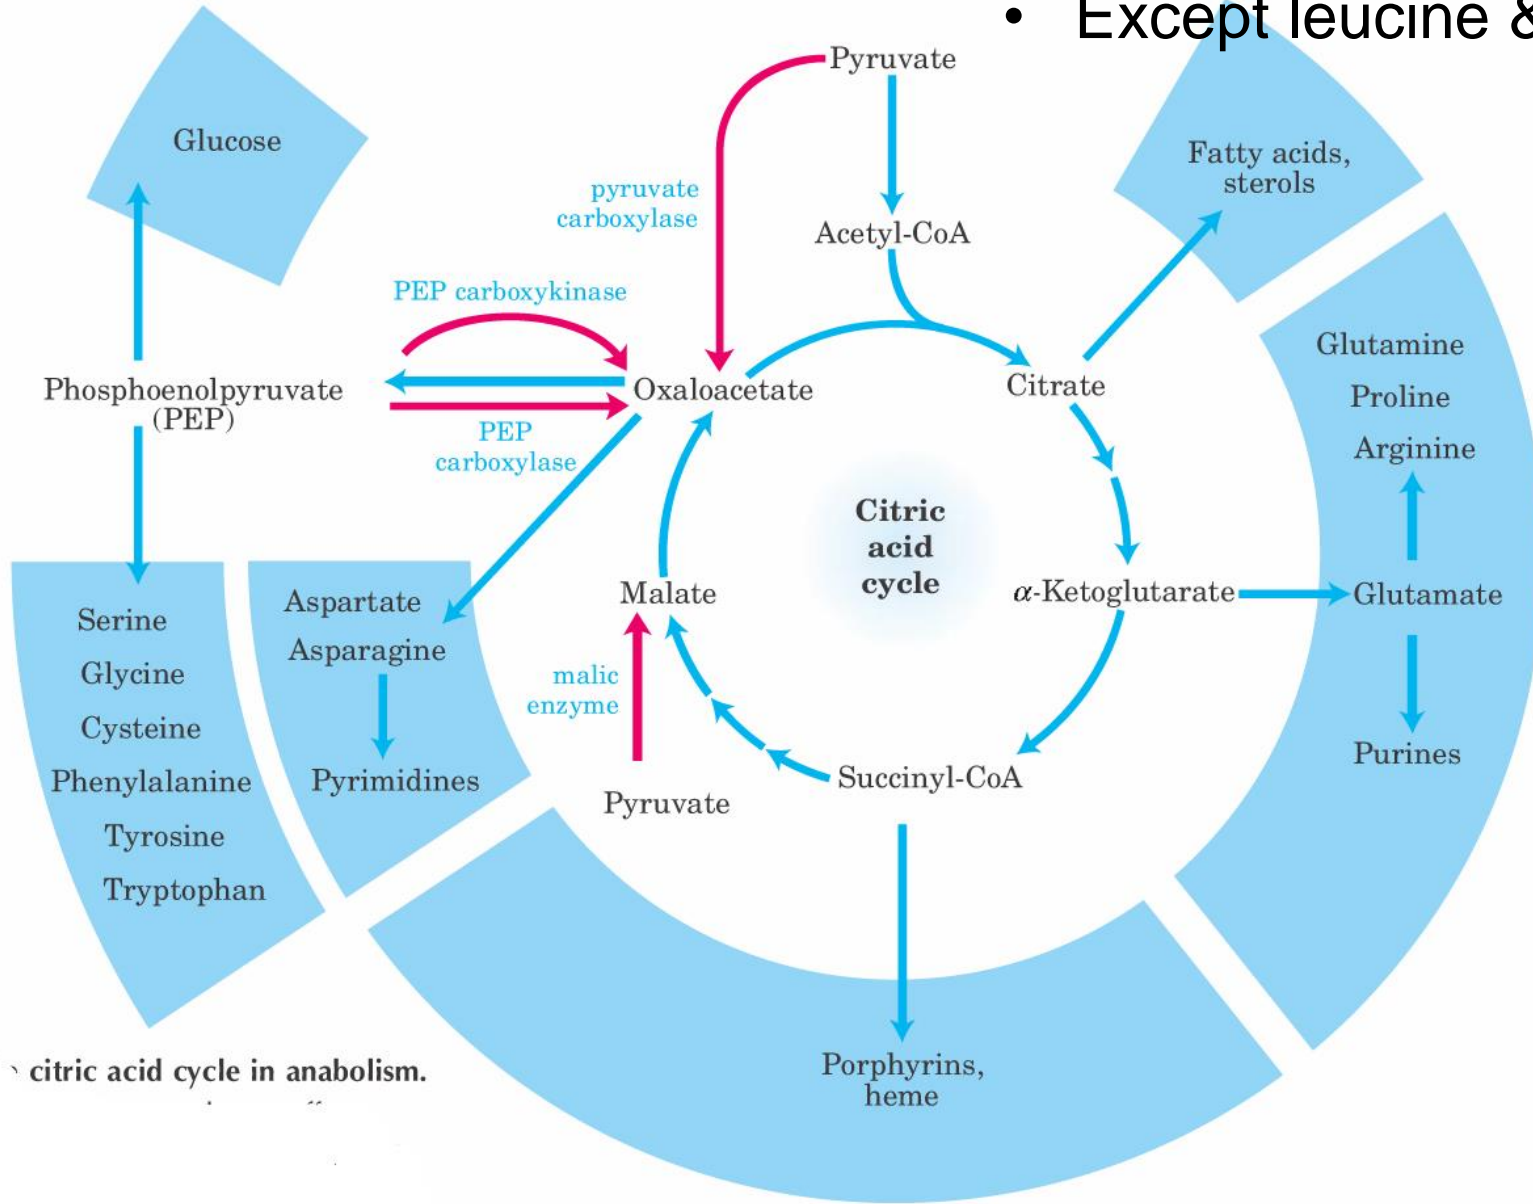 • Except leucine &
Pyruvate
Glucose
Fatty acids,
sterols
pyruvate
carboxylase
Acetyl-CoA
PEP carboxykinase
Glutamine
Phosphoenolpyruvate
(PEP)
Oxaloacetate
Citrate
Proline
PEP
carboxylase
Arginine
Citric
acid
cycle
Serine
Glycine
Cysteine
Phenylalanine
Tyrosine
Tryptophan
Aspartate
Asparagine
Pyrimidines
Malate
α-Ketoglutarate
Glutamate
malic
enzyme
Purines
Pyruvate
Succinyl-CoA
Porphyrins,
heme
citric acid cycle in anabolism.